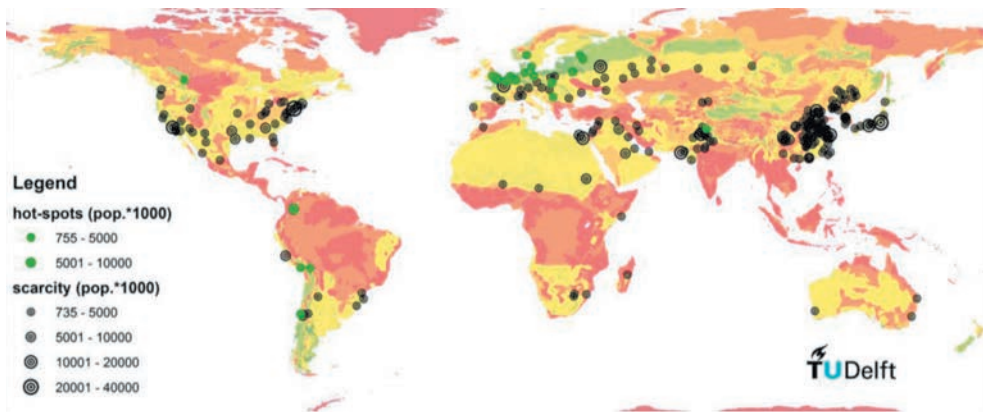 Legend
hot-spots (pop.*1000)
755 - 5000
5001 - 10000
scarcity (pop.*1000)
735 - 5000
5001 - 10000
10001 - 20000
20001 - 40000
TUDelft